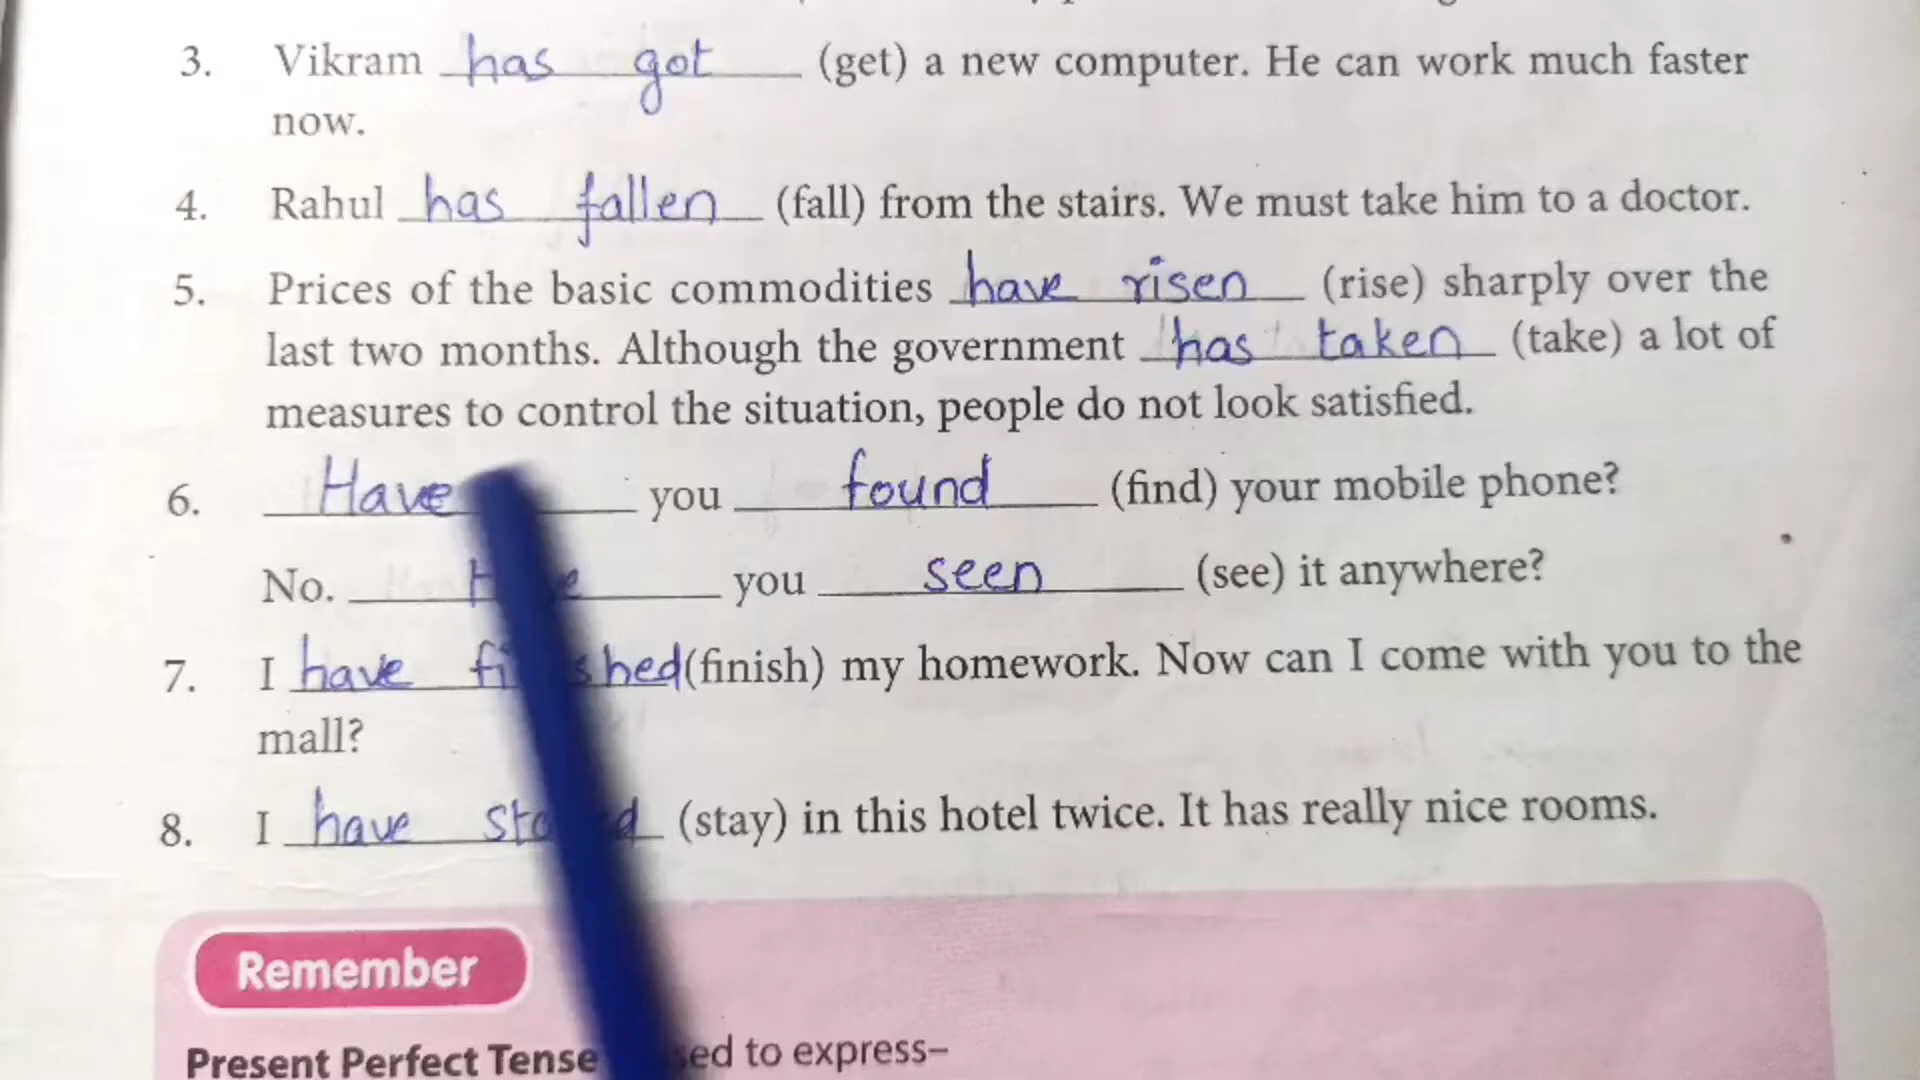 3. Vikram has got (get) a new computer. He can work much faster
now.
4. Rahul has fallen (fall) from the stairs. We must take him to a doctor.
5. Prices of the basic commodities have risen (rise) sharply over the
last two months. Although the government has taken (take) a lot of
measures to control the situation, people do not look satisfied.
6. Have you found (find) your mobile phone?
No. you seen (see) it anywhere?
7. I have (finish) my homework. Now can I come with you to the
mall?
8. I have (stay) in this hotel twice. It has really nice rooms.
Remember
Present Perfect Tense to express–